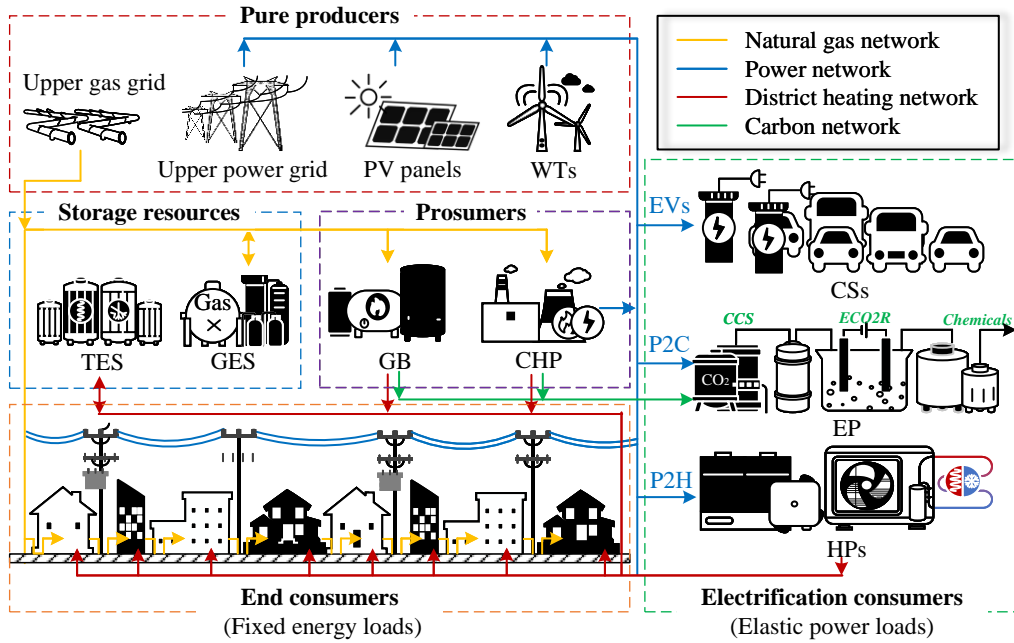 Pure producers
Upper gas grid
Upper power grid
PV panels
WTs
Natural gas network
Power network
District heating network
Carbon network
Storage resources
Prosumers
Gas
TES
GES
GB
CHP
EVs
CSs
P2C
CCS
ECO2R
Chemicals
CO₂
EP
P2H
HPs
End consumers
(Fixed energy loads)
Electrification consumers
(Elastic power loads)